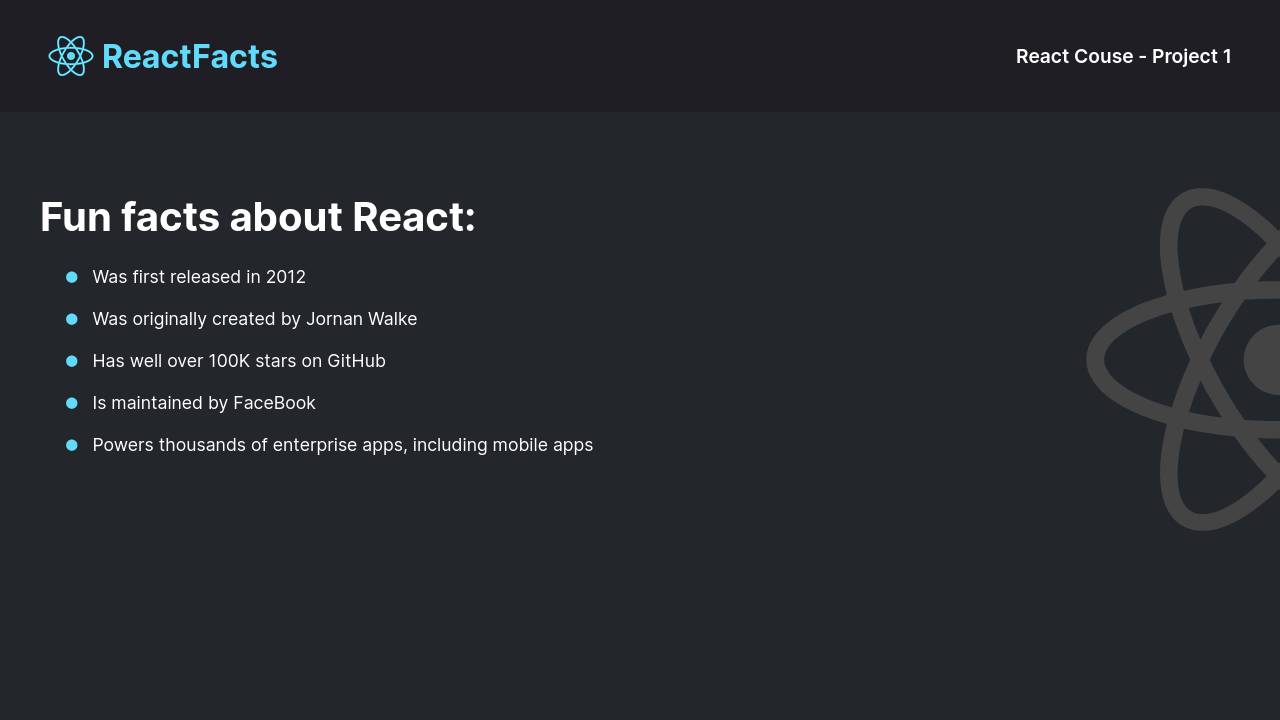 ReactFacts
React Couse - Project 1
Fun facts about React:
Was first released in 2012
Was originally created by Jornan Walke
Has well over 100K stars on GitHub
Is maintained by FaceBook
Powers thousands of enterprise apps, including mobile apps